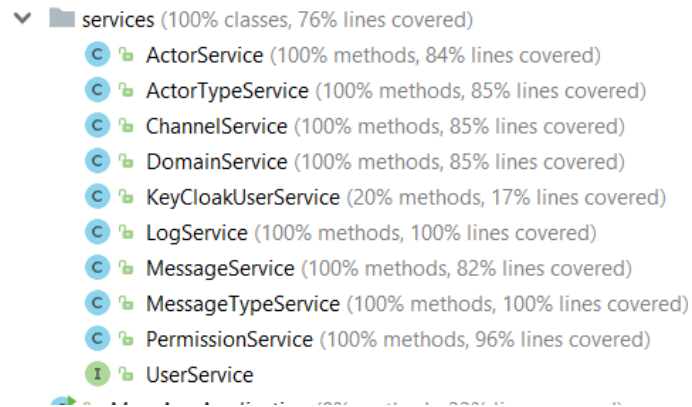 services (100% classes, 76% lines covered)
C ActorService (100% methods, 84% lines covered)
C ActorTypeService (100% methods, 85% lines covered)
C ChannelService (100% methods, 85% lines covered)
C DomainService (100% methods, 85% lines covered)
C KeyCloakUserService (20% methods, 17% lines covered)
C LogService (100% methods, 100% lines covered)
C MessageService (100% methods, 82% lines covered)
C MessageTypeService (100% methods, 100% lines covered)
C PermissionService (100% methods, 96% lines covered)
I UserService